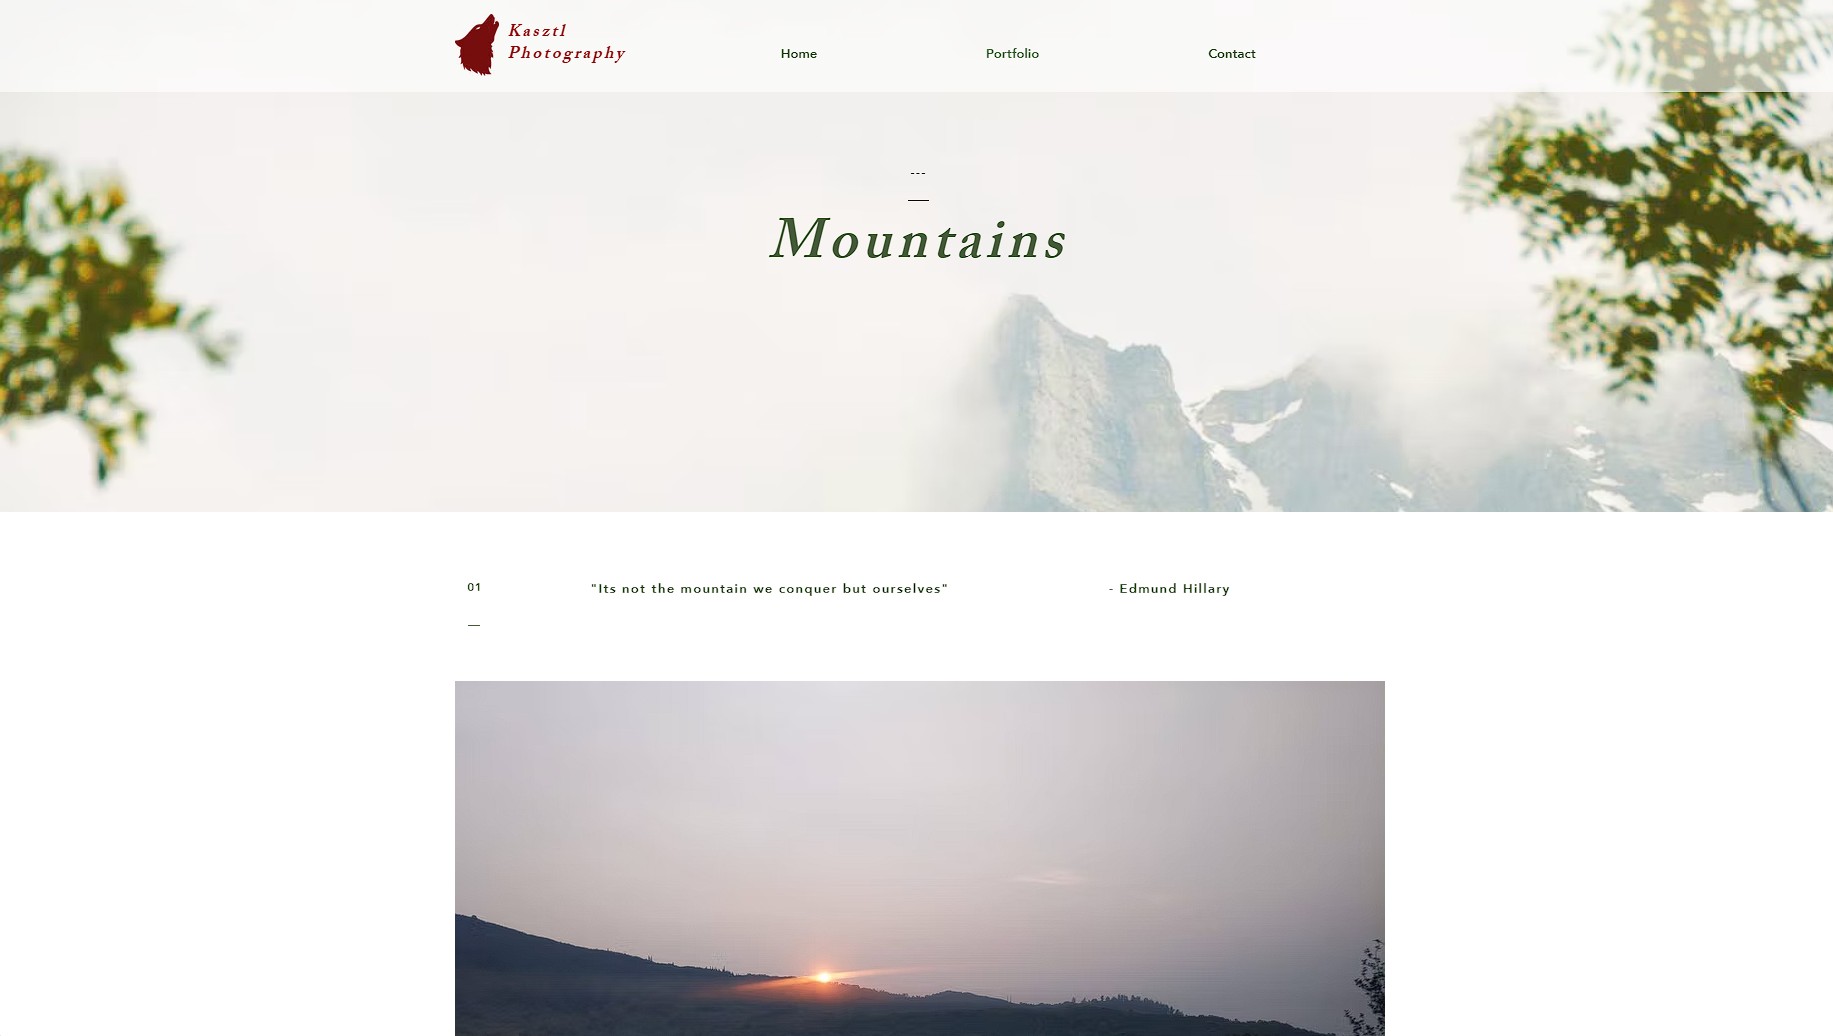 Kasztl
Photography
Home
Portfolio
Contact
---
Mountains
01
"Its not the mountain we conquer but ourselves"
- Edmund Hillary